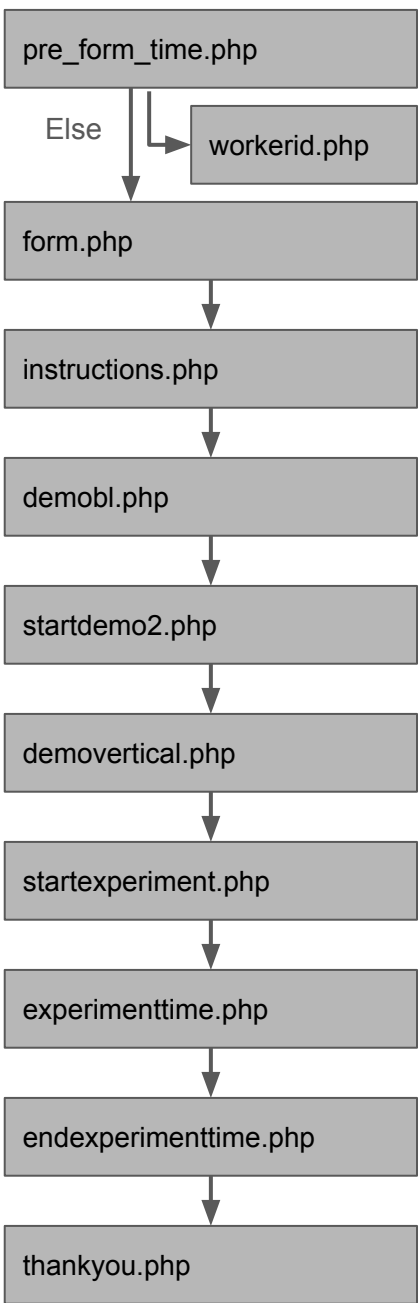 pre_form_time.php
Else
workerid.php
form.php
instructions.php
demobl.php
startdemo2.php
demovertical.php
startexperiment.php
experimenttime.php
endexperimenttime.php
thankyou.php